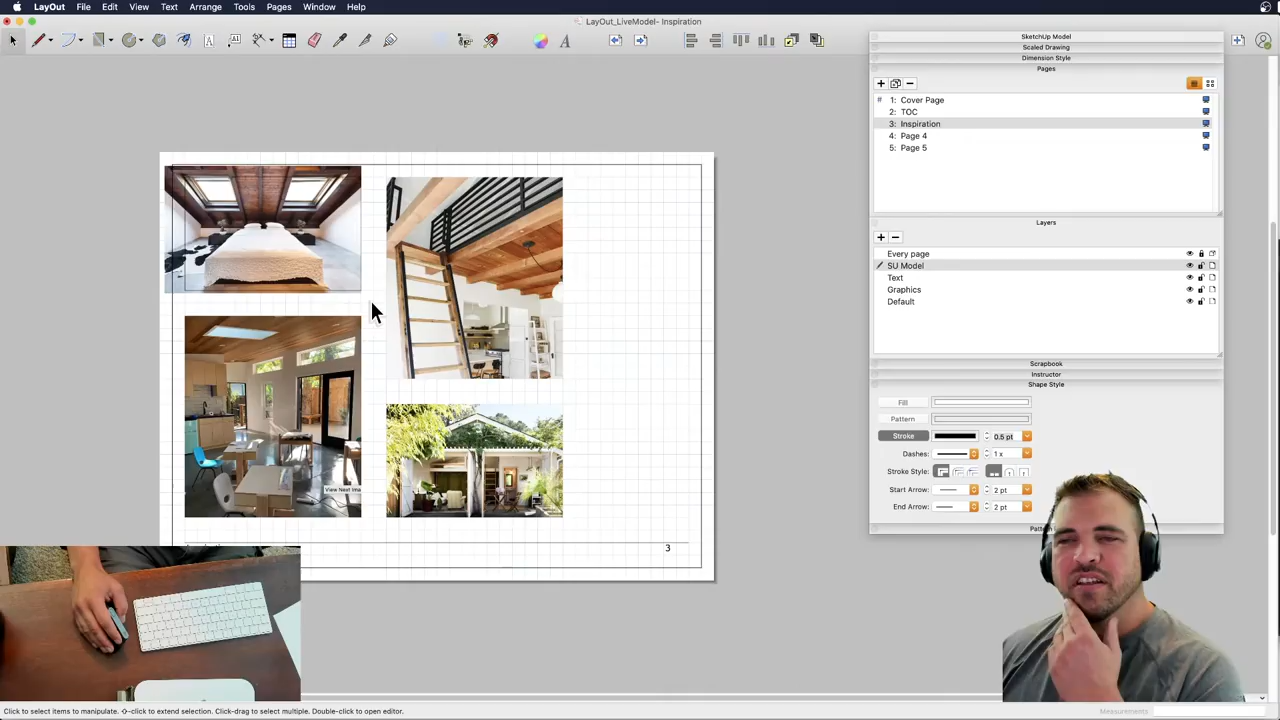 LayOut File Edit View Text Arrange Tools Pages Window Help
LayOut_LiveModel- Inspiration
SketchUp Model
Scaled Drawing
Dimension Style
Pages
# 1: Cover Page
2: TOC
3: Inspiration
4: Page 4
5: Page 5
Layers
Every page
SU Model
Text
Graphics
Default
Scrapbook
Instructor
Shape Style
Fill
Pattern
Stroke 0.5 pt
Dashes: 1 x
Stroke Style:
Start Arrow: 2 pt
End Arrow: 2 pt
View Next Ima
3
Click to select items to manipulate. ⇧-click to extend selection. Click-drag to select multiple. Double-click to open editor.
Measurements